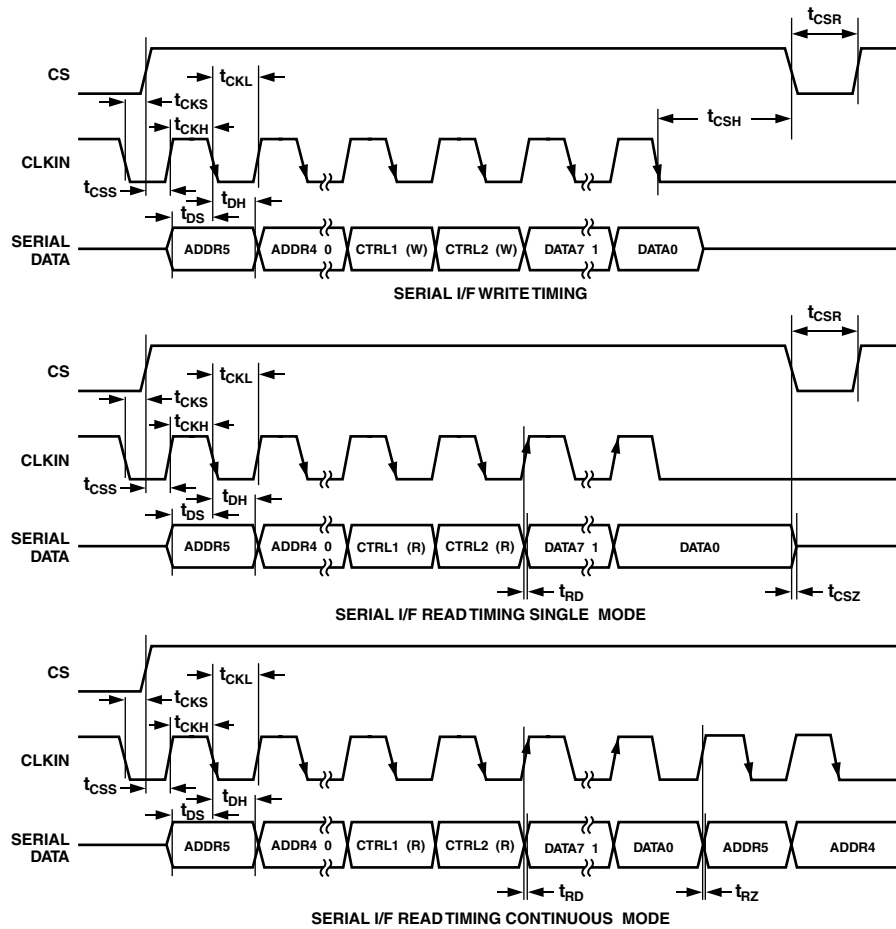 tCSR
CS
tCKL
tCKS
tCKH
tCSH
CLKIN
tCSS
tDS
tDH
SERIAL
DATA
ADDR5 ADDR4 0 CTRL1 (W) CTRL2 (W) DATA7 1 DATA0
SERIAL I/F WRITE TIMING
tCSR
CS
tCKL
tCKS
tCKH
CLKIN
tCSS
tDS
tDH
SERIAL
DATA
ADDR5 ADDR4 0 CTRL1 (R) CTRL2 (R) DATA7 1 DATA0
tRD
tCSZ
SERIAL I/F READ TIMING SINGLE MODE
CS
tCKL
tCKS
tCKH
CLKIN
tCSS
tDS
tDH
SERIAL
DATA
ADDR5 ADDR4 0 CTRL1 (R) CTRL2 (R) DATA7 1 DATA0 ADDR5 ADDR4
tRD
tRZ
SERIAL I/F READ TIMING CONTINUOUS MODE